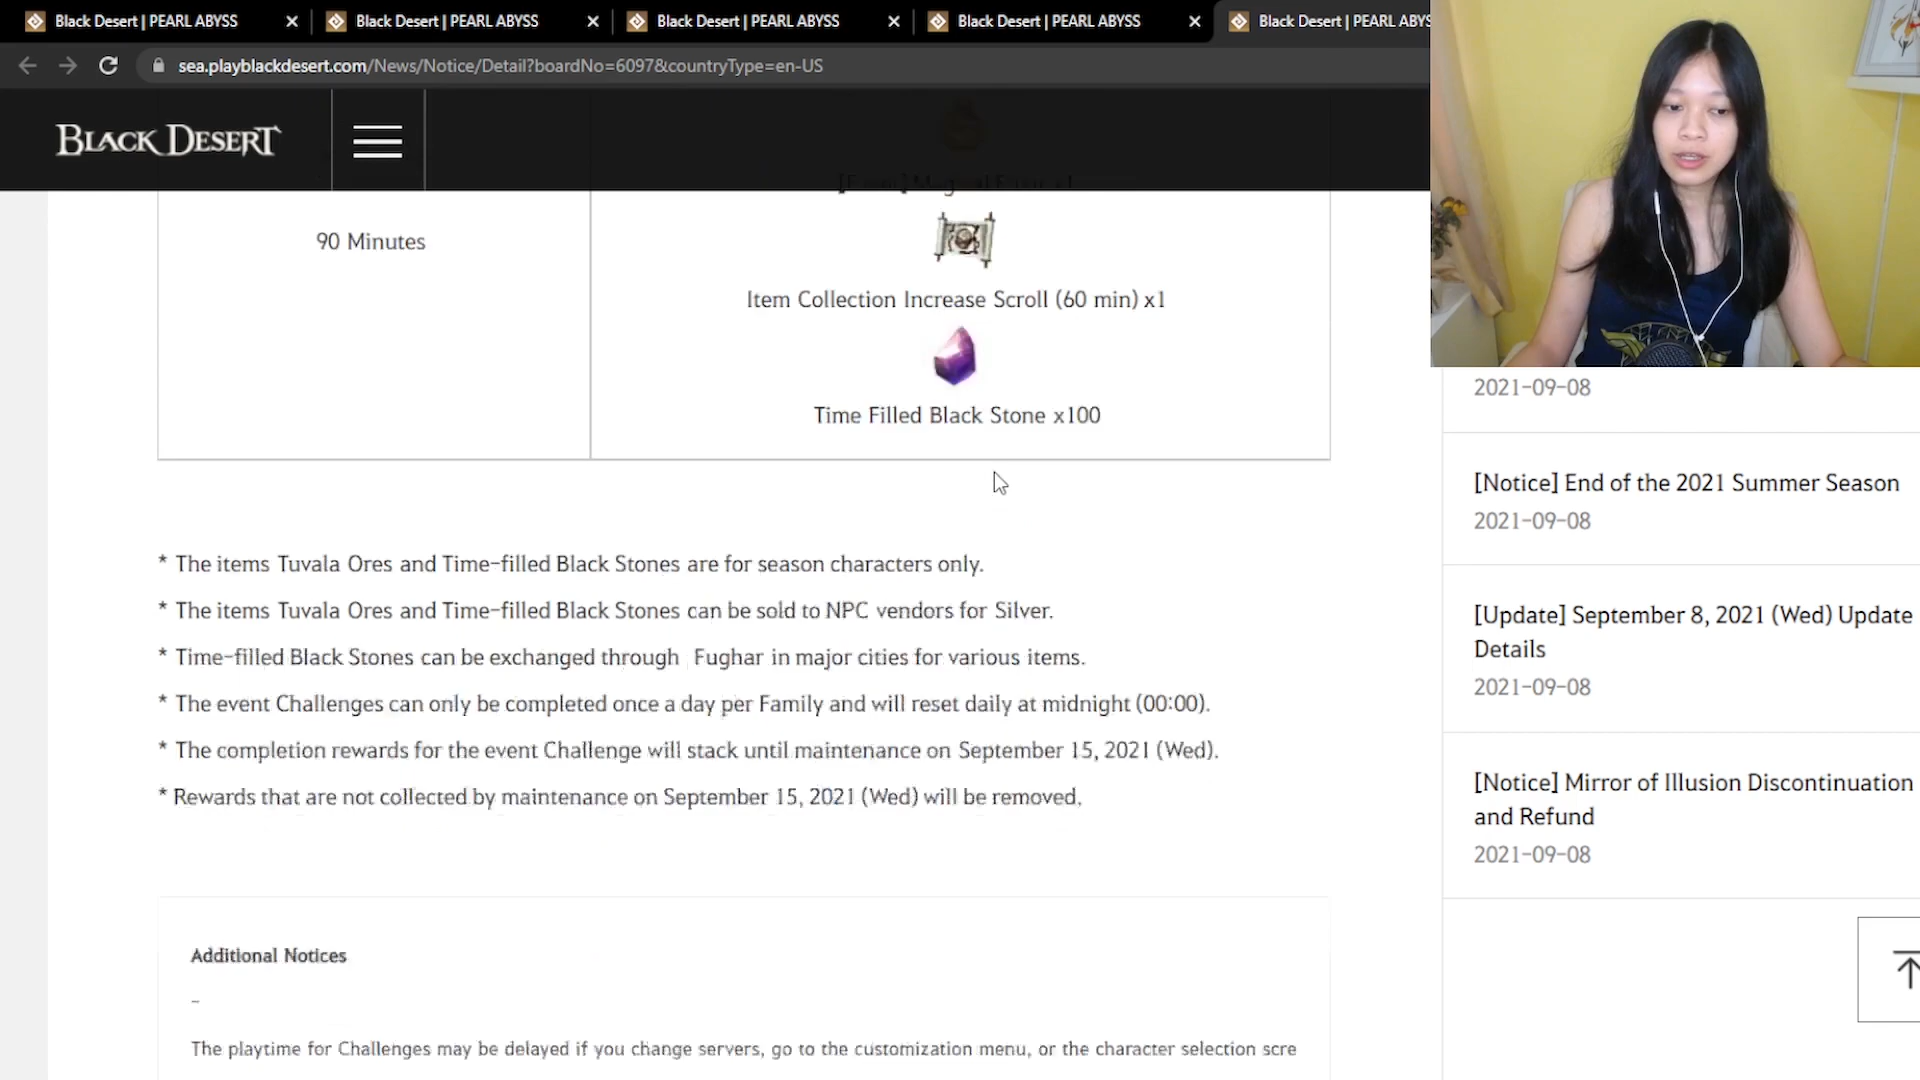 Black Desert | PEARL ABYSS
Black Desert | PEARL ABYSS
Black Desert | PEARL ABYSS
Black Desert | PEARL ABYSS
Black Desert | PEARL ABYS
sea.playblackdesert.com/News/Notice/Detail?boardNo=6097&countryType=en-US
BLACK DESERT
90 Minutes
Item Collection Increase Scroll (60 min) x1
Time Filled Black Stone x100
* The items Tuvala Ores and Time-filled Black Stones are for season characters only.
* The items Tuvala Ores and Time-filled Black Stones can be sold to NPC vendors for Silver.
* Time-filled Black Stones can be exchanged through Fughar in major cities for various items.
* The event Challenges can only be completed once a day per Family and will reset daily at midnight (00:00).
* The completion rewards for the event Challenge will stack until maintenance on September 15, 2021 (Wed).
* Rewards that are not collected by maintenance on September 15, 2021 (Wed) will be removed.
Additional Notices
–
The playtime for Challenges may be delayed if you change servers, go to the customization menu, or the character selection scre
2021-09-08
[Notice] End of the 2021 Summer Season
2021-09-08
[Update] September 8, 2021 (Wed) Update
Details
2021-09-08
[Notice] Mirror of Illusion Discontinuation
and Refund
2021-09-08